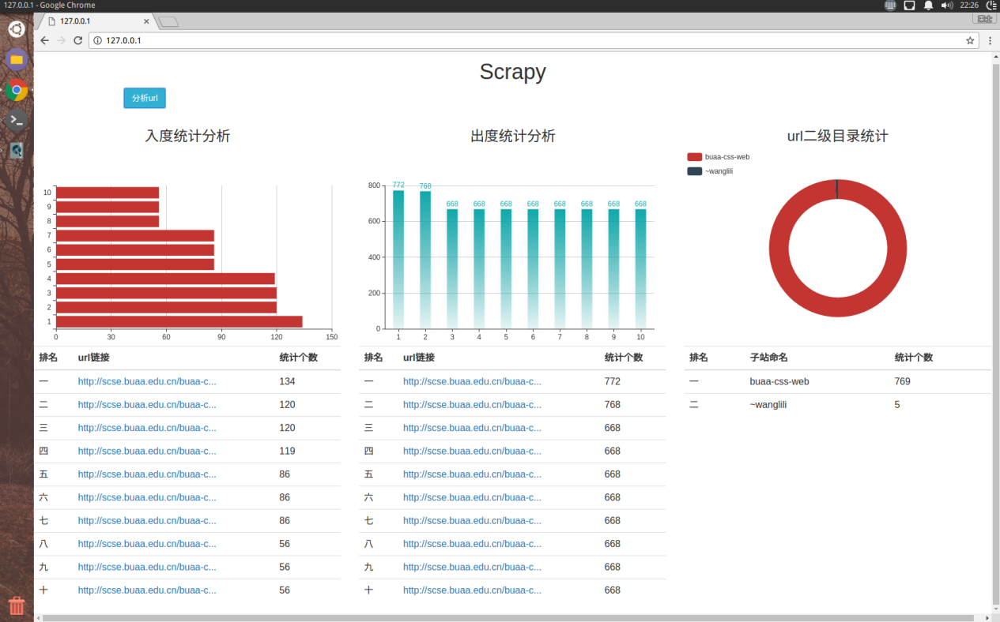 127.0.0.1 - Google Chrome
22:26
127.0.0.1
127.0.0.1
Scrapy
分析url
入度统计分析
10
9
8
7
6
5
4
3
2
1
0 30 60 90 120 150
排名 url链接 统计个数
一 http://scse.buaa.edu.cn/buaa-c... 134
二 http://scse.buaa.edu.cn/buaa-c... 120
三 http://scse.buaa.edu.cn/buaa-c... 120
四 http://scse.buaa.edu.cn/buaa-c... 119
五 http://scse.buaa.edu.cn/buaa-c... 86
六 http://scse.buaa.edu.cn/buaa-c... 86
七 http://scse.buaa.edu.cn/buaa-c... 86
八 http://scse.buaa.edu.cn/buaa-c... 56
九 http://scse.buaa.edu.cn/buaa-c... 56
十 http://scse.buaa.edu.cn/buaa-c... 56
出度统计分析
772 768 668 668 668 668 668 668 668 668
800
600
400
200
0
1 2 3 4 5 6 7 8 9 10
排名 url链接 统计个数
一 http://scse.buaa.edu.cn/buaa-c... 772
二 http://scse.buaa.edu.cn/buaa-c... 768
三 http://scse.buaa.edu.cn/buaa-c... 668
四 http://scse.buaa.edu.cn/buaa-c... 668
五 http://scse.buaa.edu.cn/buaa-c... 668
六 http://scse.buaa.edu.cn/buaa-c... 668
七 http://scse.buaa.edu.cn/buaa-c... 668
八 http://scse.buaa.edu.cn/buaa-c... 668
九 http://scse.buaa.edu.cn/buaa-c... 668
十 http://scse.buaa.edu.cn/buaa-c... 668
url二级目录统计
buaa-css-web
~wanglili
排名 子站命名 统计个数
一 buaa-css-web 769
二 ~wanglili 5